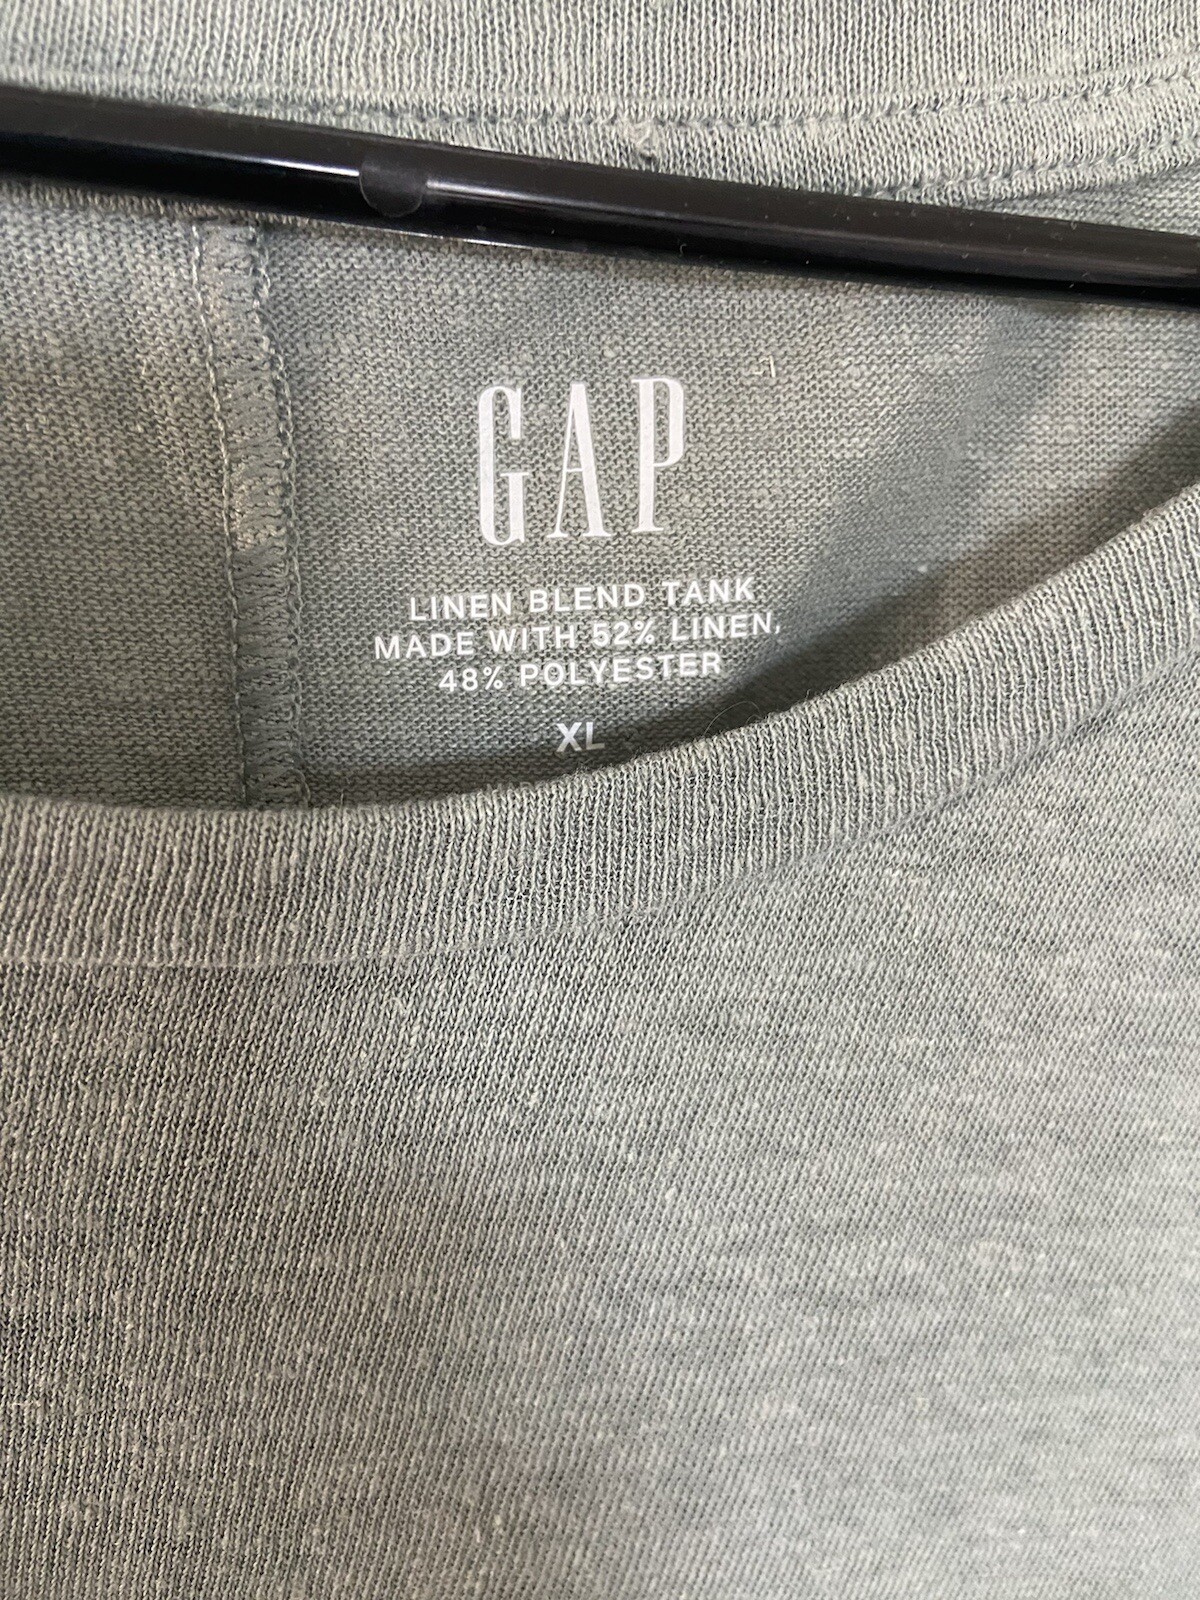 GAP
LINEN BLEND TANK
MADE WITH 52% LINEN,
48% POLYESTER
XL